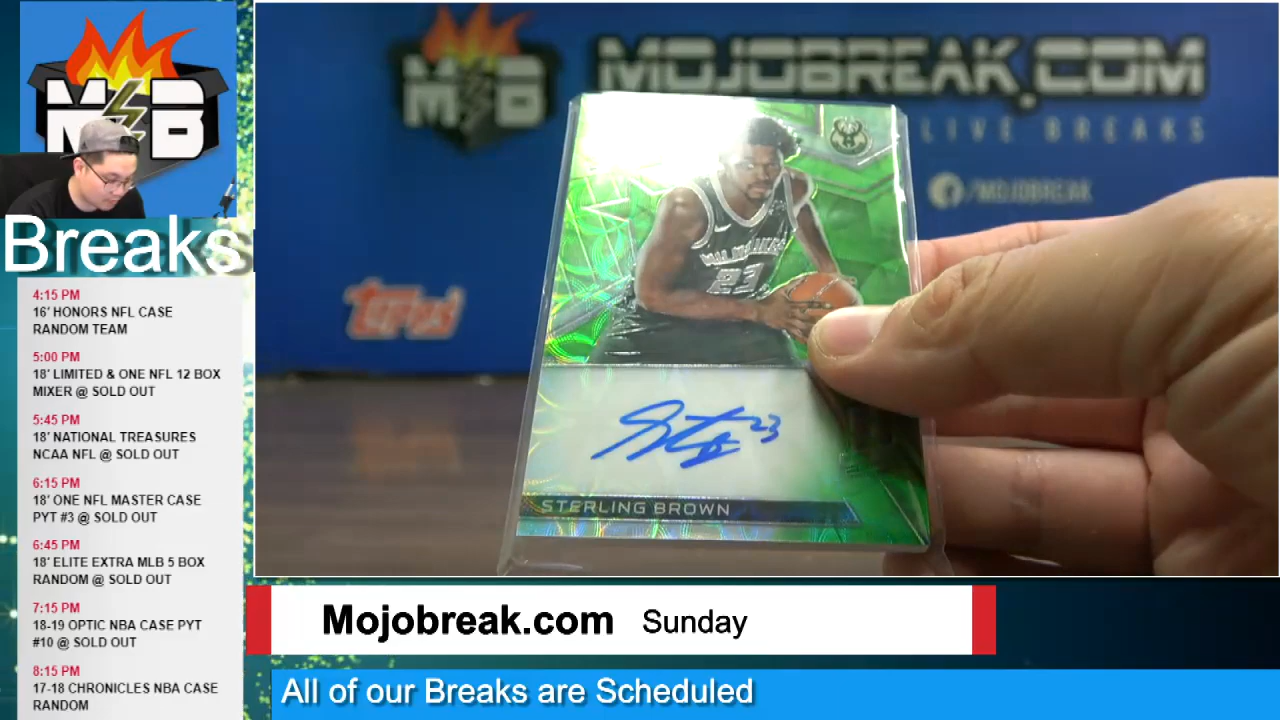 M B
Breaks
4:15 PM
16' HONORS NFL CASE
RANDOM TEAM
5:00 PM
18' LIMITED & ONE NFL 12 BOX
MIXER @ SOLD OUT
5:45 PM
18' NATIONAL TREASURES
NCAA NFL @ SOLD OUT
6:15 PM
18' ONE NFL MASTER CASE
PYT #3 @ SOLD OUT
6:45 PM
18' ELITE EXTRA MLB 5 BOX
RANDOM @ SOLD OUT
7:15 PM
18-19 OPTIC NBA CASE PYT
#10 @ SOLD OUT
8:15 PM
17-18 CHRONICLES NBA CASE
RANDOM
M B
MOJOBREAK.COM
LIVE BREAKS
/MOJOBREAK
TOPPS
23
23
STERLING BROWN
Mojobreak.com Sunday
All of our Breaks are Scheduled